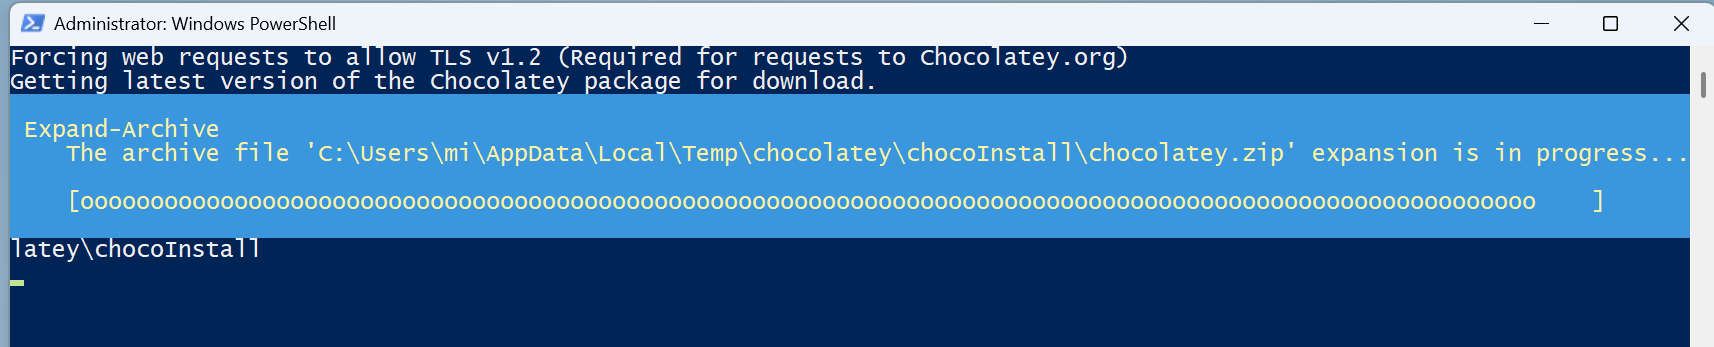 Administrator: Windows PowerShell
Forcing web requests to allow TLS v1.2 (Required for requests to Chocolatey.org)
Getting latest version of the Chocolatey package for download.
Expand-Archive
The archive file 'C:\Users\mi\AppData\Local\Temp\chocolatey\chocoInstall\chocolatey.zip' expansion is in progress...
[oooooooooooooooooooooooooooooooooooooooooooooooooooooooooooooooooooooooooooooooooooooooooooooooooooooooo    ]
latey\chocoInstall